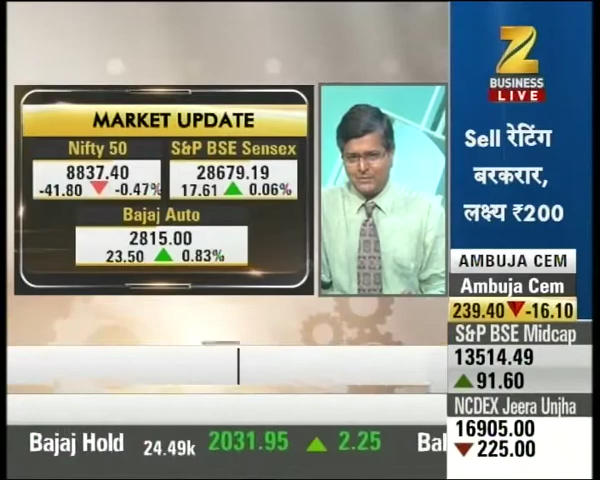 Z
BUSINESS
LIVE
MARKET UPDATE
Nifty 50
8837.40
-41.80 -0.47%
S&P BSE Sensex
28679.19
17.61 0.06%
Bajaj Auto
2815.00
23.50 0.83%
Sell रेटिंग
बरकरार,
लक्ष्य ₹200
AMBUJA CEM
Ambuja Cem
239.40 -16.10
S&P BSE Midcap
13514.49
91.60
NCDEX Jeera Unjha
16905.00
225.00
Bajaj Hold 24.49k 2031.95 2.25 Bal